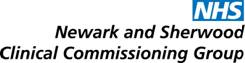 NHS
Newark and Sherwood
Clinical Commissioning Group